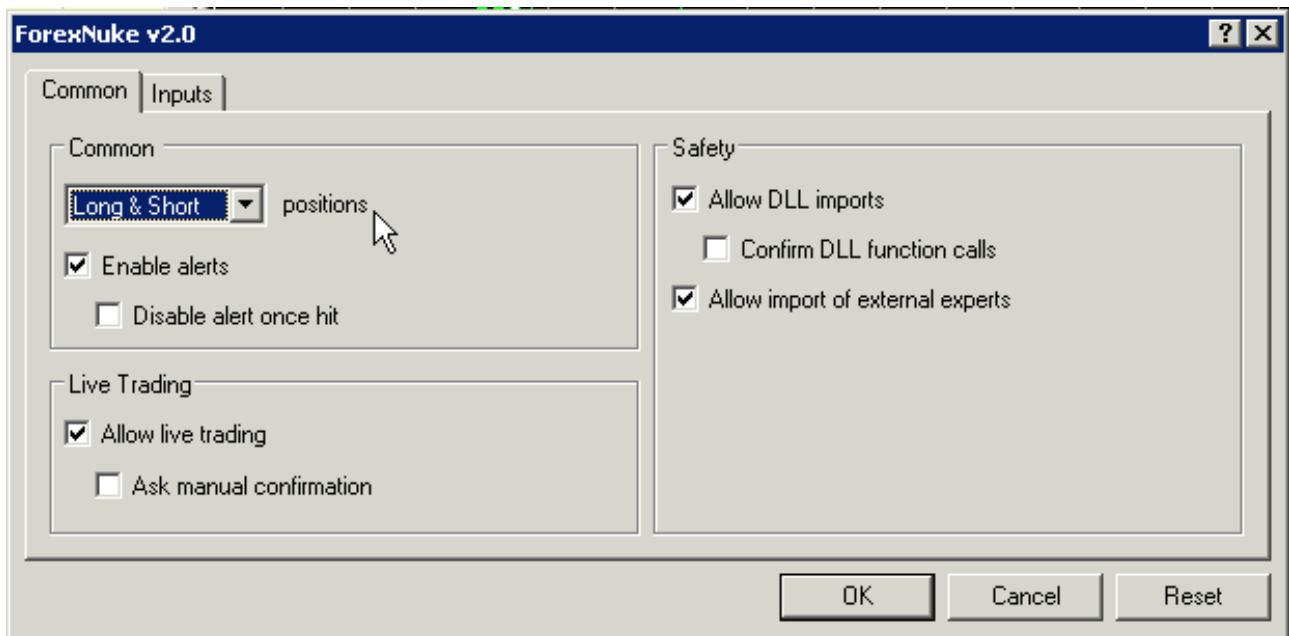 ForexNuke v2.0
Common
Inputs
Common
Long & Short
positions
Enable alerts
Disable alert once hit
Live Trading
Allow live trading
Ask manual confirmation
Safety
Allow DLL imports
Confirm DLL function calls
Allow import of external experts
OK
Cancel
Reset